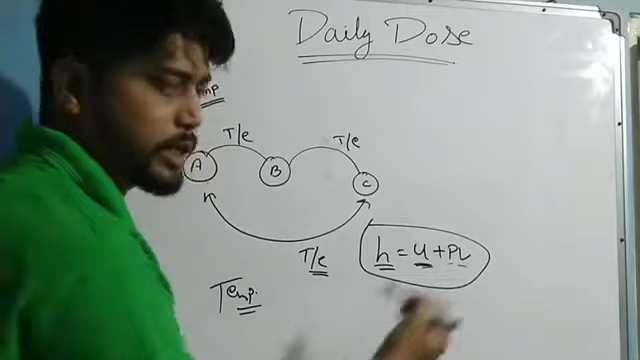 Daily Dose
T/e
T/e
A
B
C
T/e
h = u + Pv
Temp.